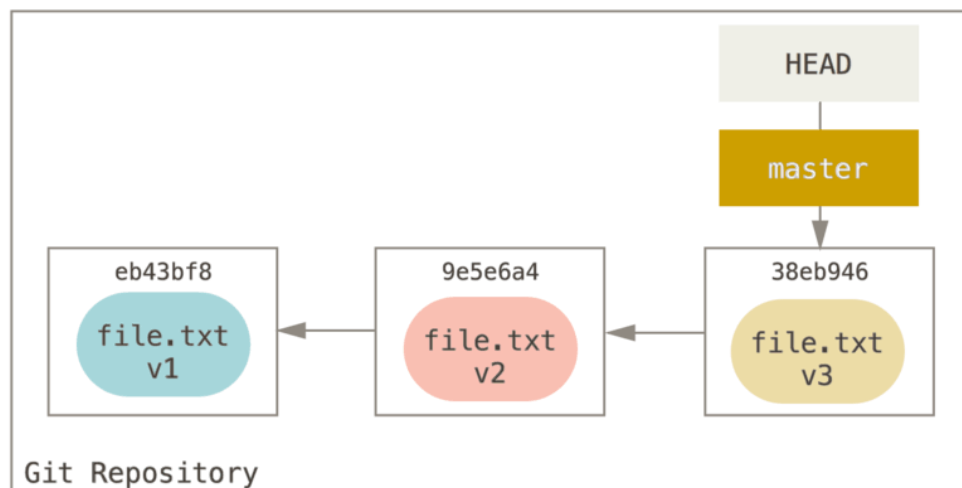 HEAD
master
eb43bf8
file.txt
v1
9e5e6a4
file.txt
v2
38eb946
file.txt
v3
Git Repository